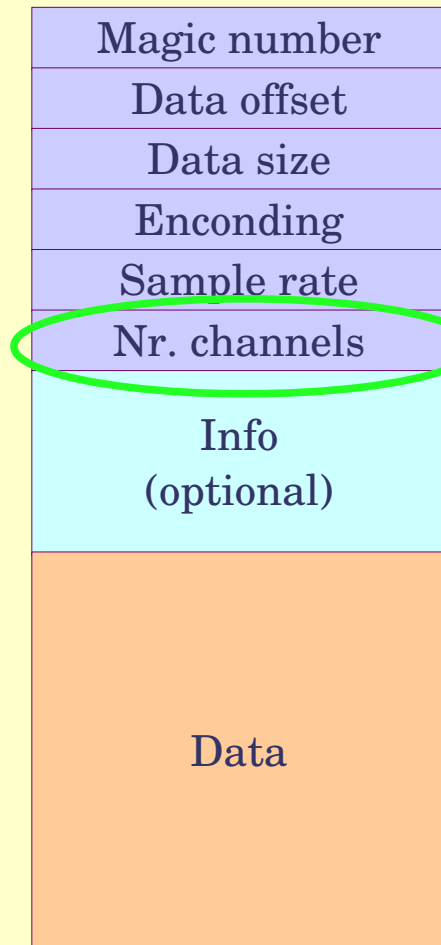 Magic number
Data offset
Data size
Enconding
Sample rate
Nr. channels
Info
(optional)
Data